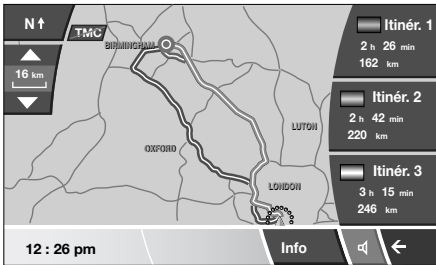 N
TMC
16 km
BIRMINGHAM
LUTON
OXFORD
LONDON
Itinér. 1
2 h 26 min
162 km
Itinér. 2
2 h 42 min
220 km
Itinér. 3
3 h 15 min
246 km
12 : 26 pm
Info